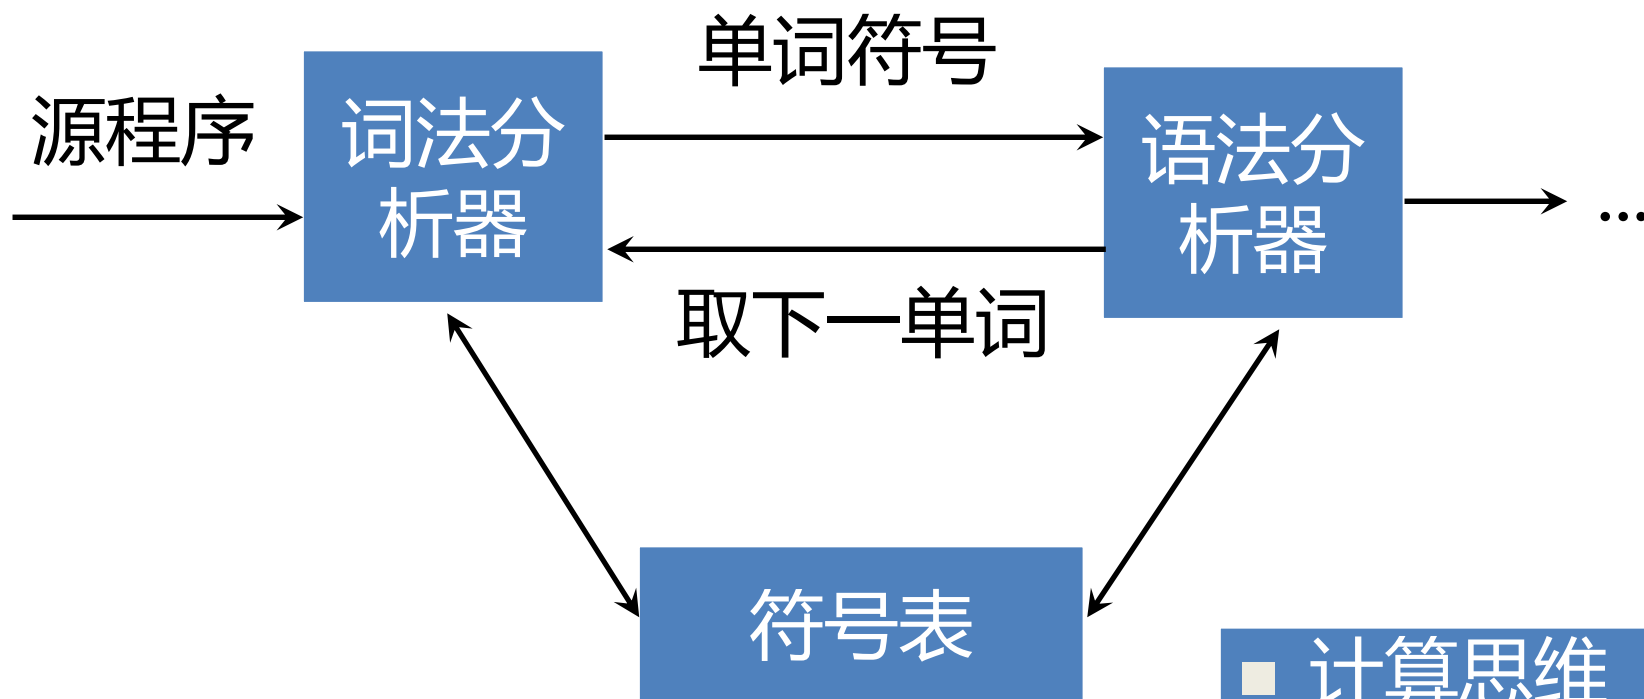 单词符号
源程序
词法分
析器
语法分
析器
...
取下一单词
符号表
计算思维